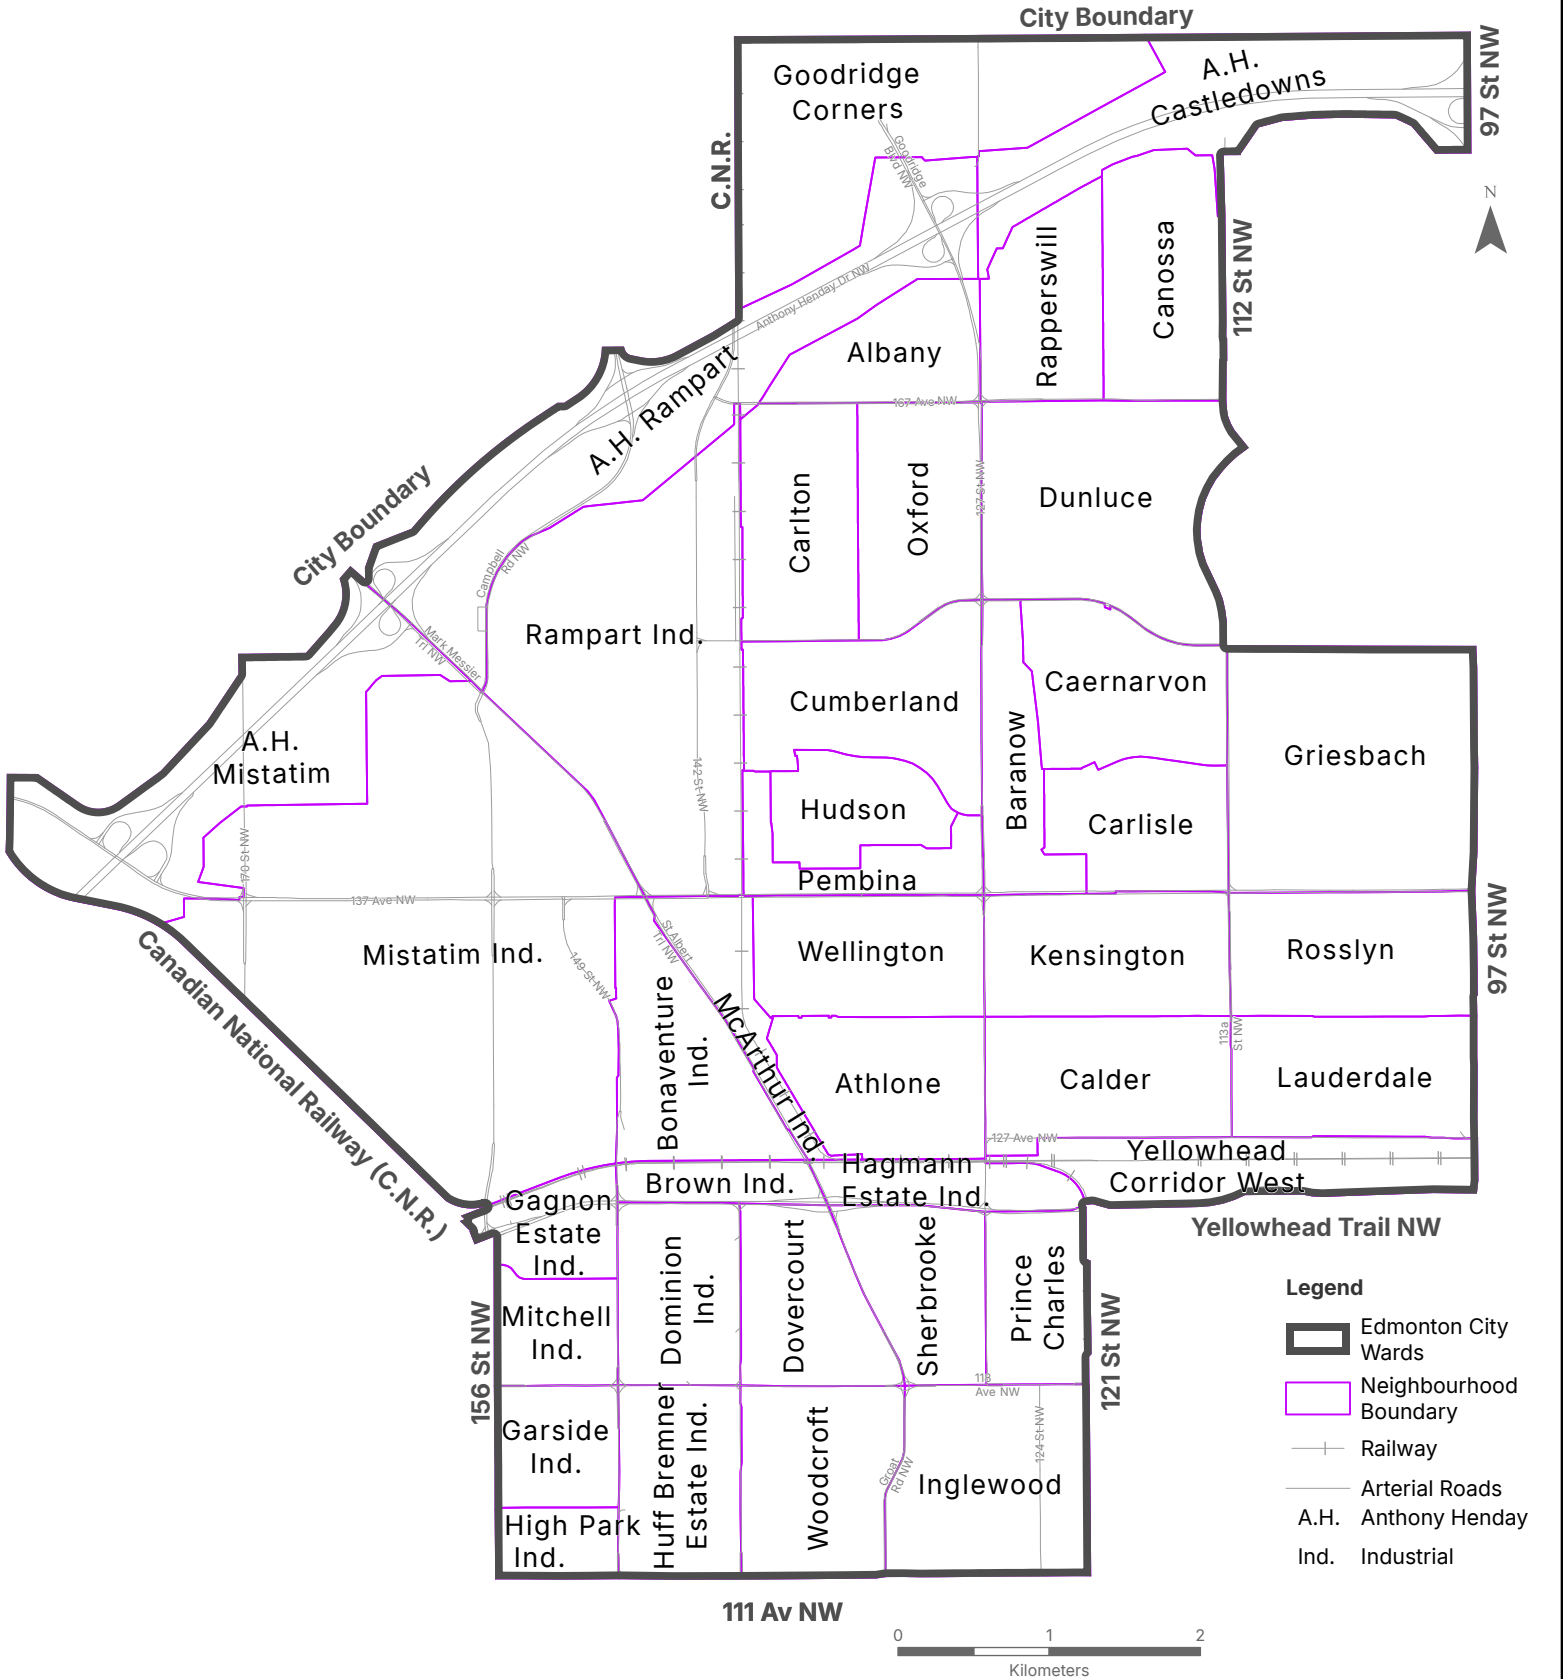 City Boundary
97 St NW
Goodridge
Corners
A.H.
Castledowns
C.N.R.
Goodridge
Blvd NW
N
112 St NW
Rapperswill
Canossa
Anthony Henday Dr NW
Albany
A.H. Rampart
167 Ave NW
City Boundary
Carlton
Oxford
127 St NW
Dunluce
Campbell
Rd NW
Rampart Ind.
Mark Messier
Trl NW
Cumberland
Caernarvon
Baranow
Griesbach
A.H.
Mistatim
142 St NW
Hudson
Carlisle
170 St NW
Pembina
137 Ave NW
97 St NW
Canadian National Railway (C.N.R.)
Mistatim Ind.
149 St NW
St Albert
Trl NW
Wellington
Kensington
Rosslyn
Bonaventure
Ind.
McArthur Ind.
113a
St NW
Athlone
Calder
Lauderdale
127 Ave NW
Yellowhead
Corridor West
Hagmann
Estate Ind.
Brown Ind.
Gagnon
Estate
Ind.
Yellowhead Trail NW
Dominion
Ind.
Dovercourt
Sherbrooke
Prince
Charles
Mitchell
Ind.
156 St NW
121 St NW
118
Ave NW
Garside
Ind.
Huff Bremner
Estate Ind.
Woodcroft
Groat
Rd NW
124 St NW
Inglewood
High Park
Ind.
111 Av NW
Legend
Edmonton City
Wards
Neighbourhood
Boundary
Railway
Arterial Roads
A.H. Anthony Henday
Ind. Industrial
0 1 2
Kilometers